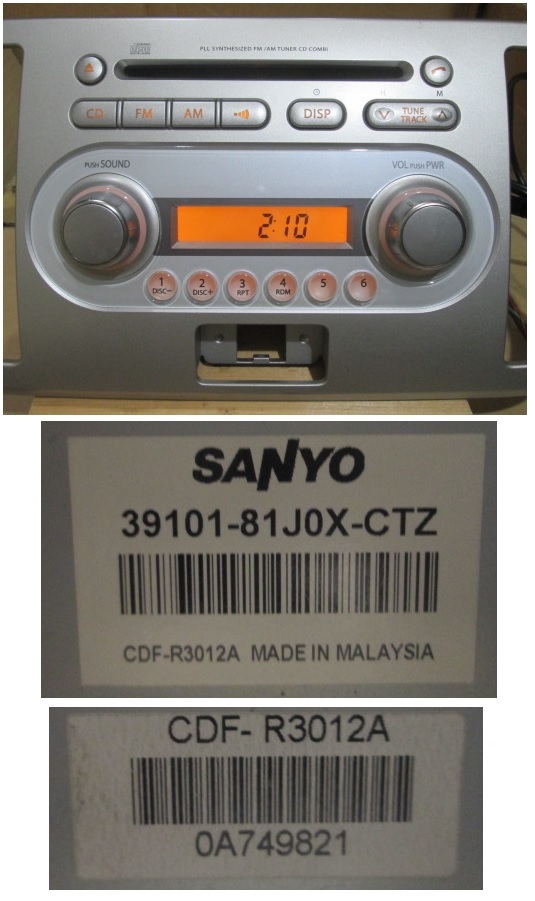 PLL SYNTHESIZED FM/AM TUNER CD COMBI
M
CD FM AM DISP TUNE
TRACK
PUSH SOUND
VOL PUSH PWR
2:10
1 2 3 4 5 6
DISC− DISC+ RPT RDM
SANYO
39101-81J0X-CTZ
CDF-R3012A MADE IN MALAYSIA
CDF- R3012A
0A749821